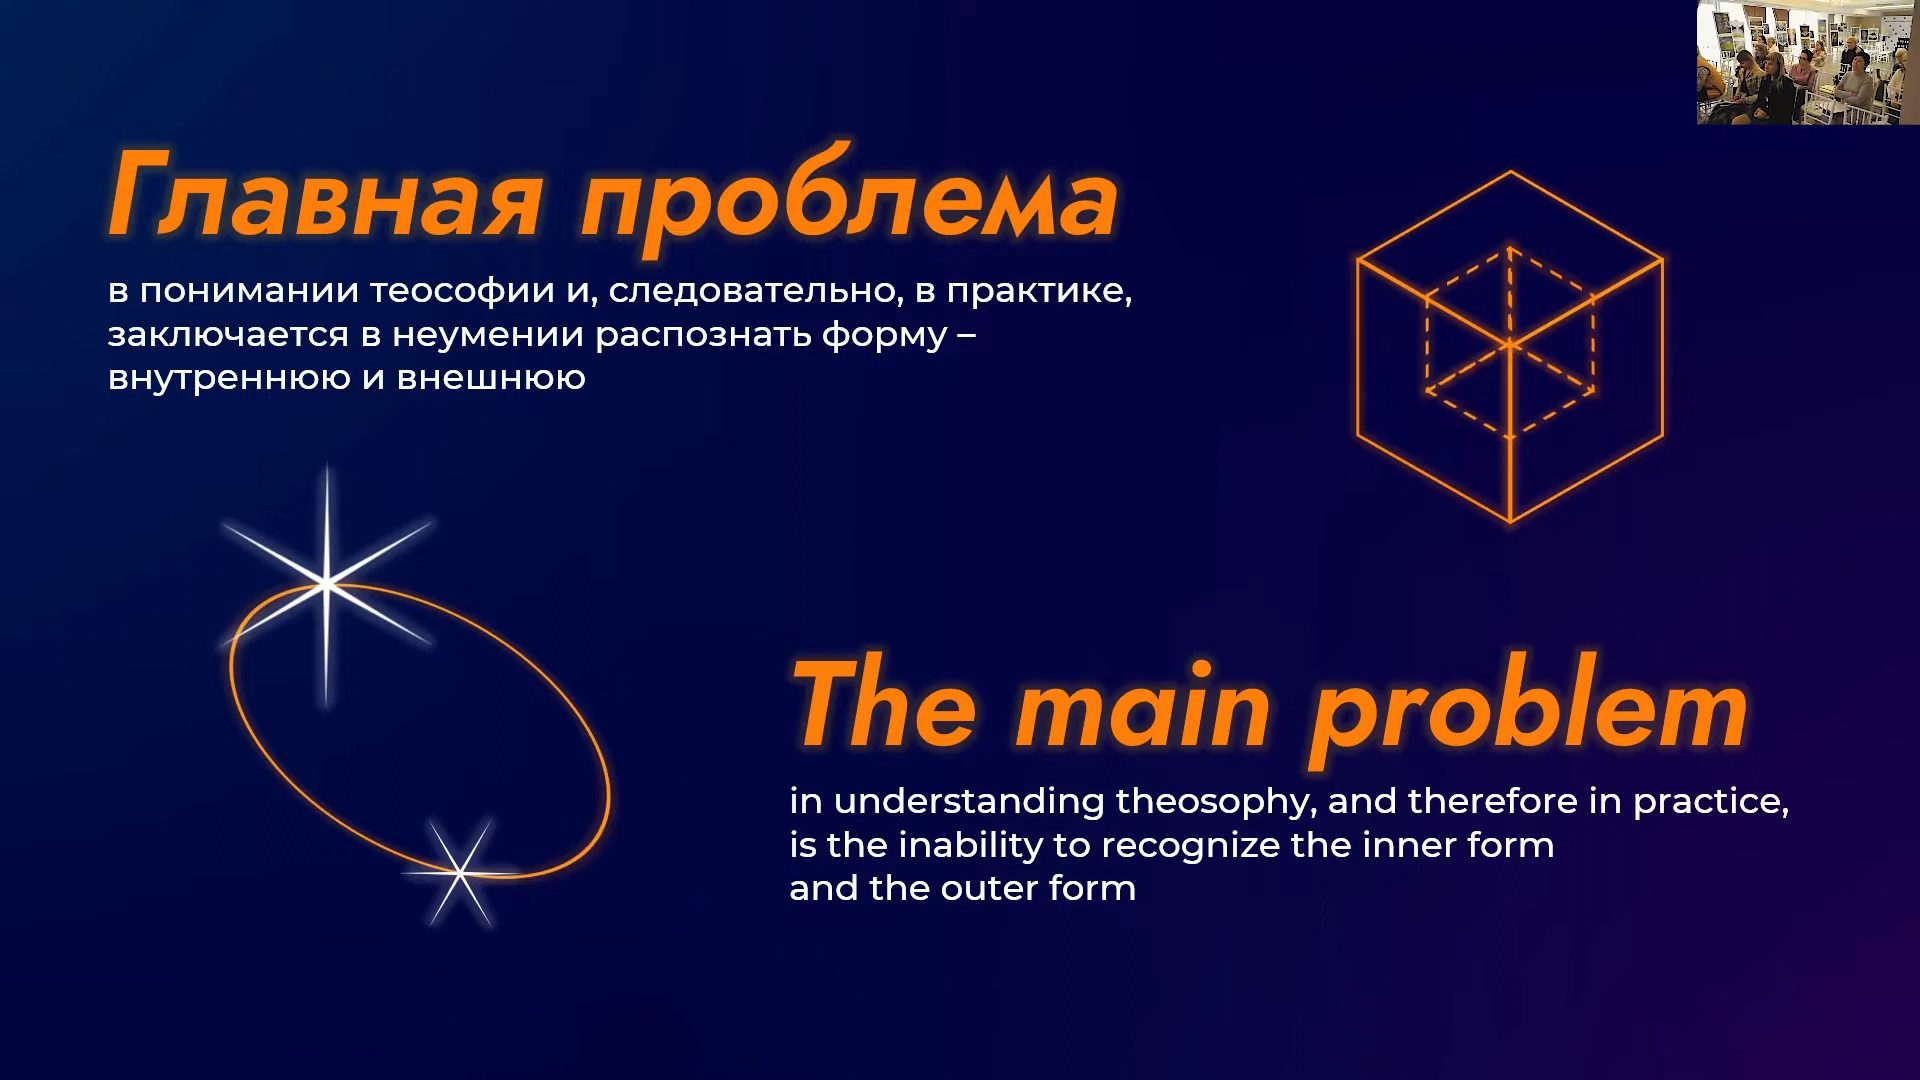 Главная проблема
в понимании теософии и, следовательно, в практике,
заключается в неумении распознать форму –
внутреннюю и внешнюю
The main problem
in understanding theosophy, and therefore in practice,
is the inability to recognize the inner form
and the outer form